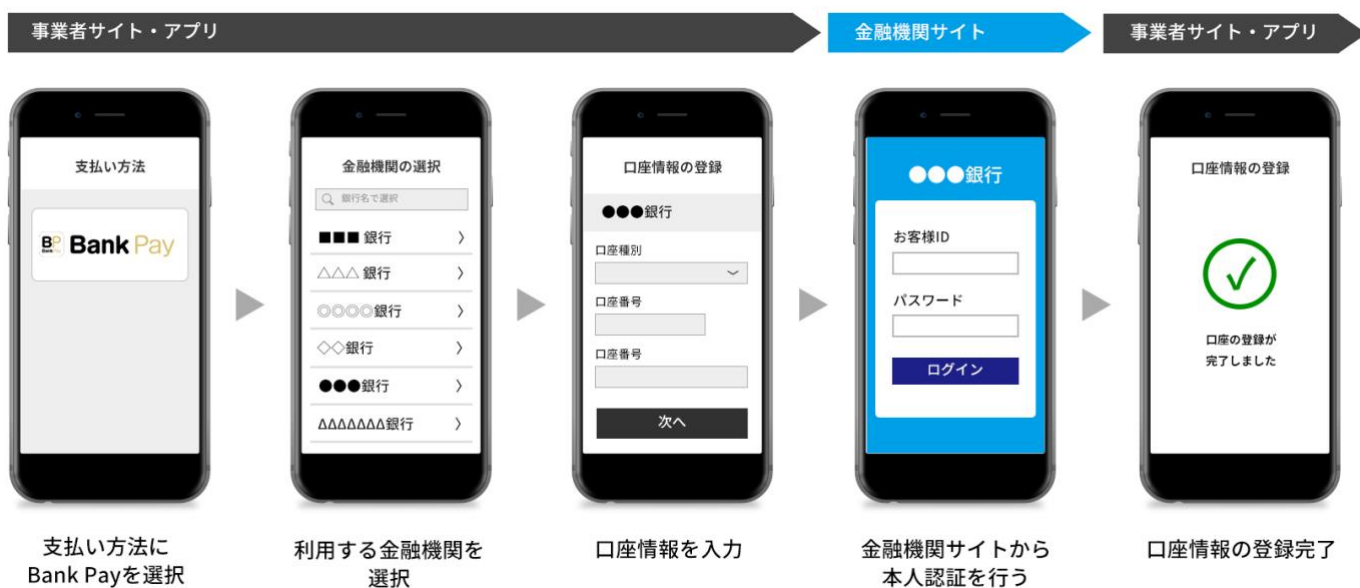 事業者サイト・アプリ
金融機関サイト
事業者サイト・アプリ
支払い方法
BP Bank Pay
支払い方法に
Bank Payを選択
金融機関の選択
銀行名で選択
■■■ 銀行
△△△ 銀行
◎◎◎◎銀行
◇◇銀行
●●●銀行
ΔΔΔΔΔΔΔ銀行
利用する金融機関を
選択
口座情報の登録
●●●銀行
口座種別
口座番号
口座番号
次へ
口座情報を入力
●●●銀行
お客様ID
パスワード
ログイン
金融機関サイトから
本人認証を行う
口座情報の登録
口座の登録が
完了しました
口座情報の登録完了